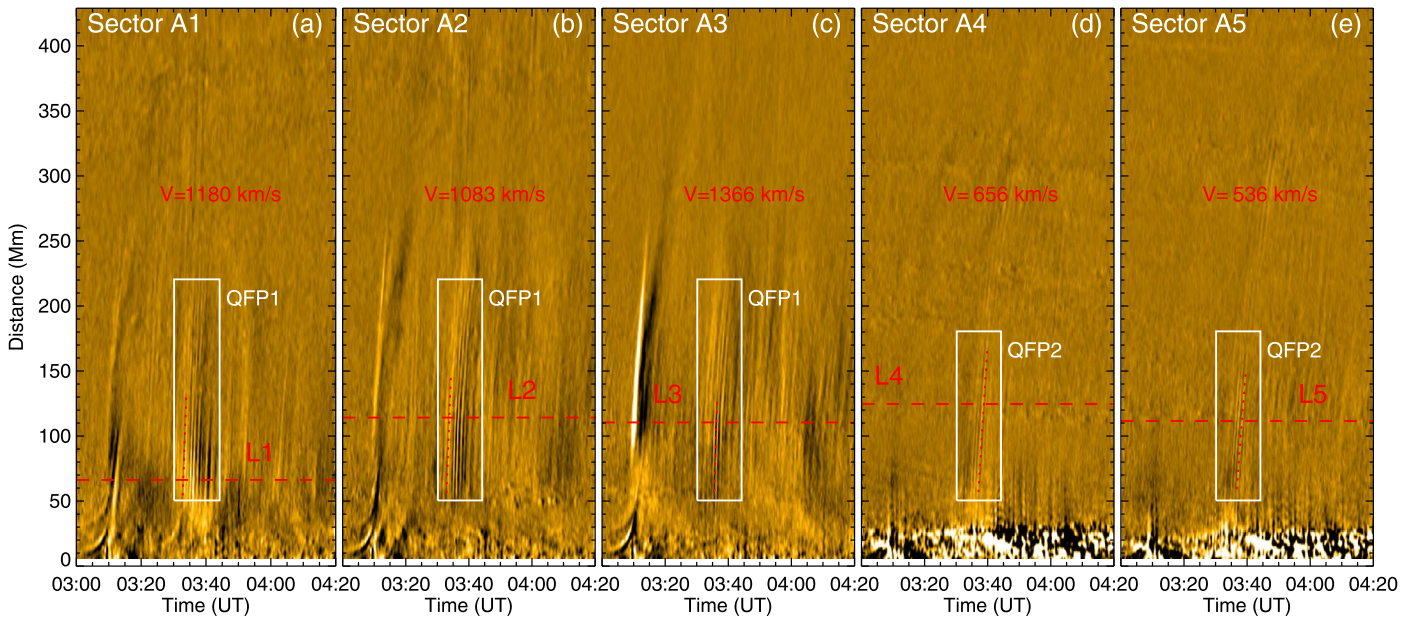 Sector A1 (a)
Sector A2 (b)
Sector A3 (c)
Sector A4 (d)
Sector A5 (e)
400
350
300
250
200
150
100
50
0
Distance (Mm)
V=1180 km/s
V=1083 km/s
V=1366 km/s
V= 656 km/s
V= 536 km/s
QFP1
QFP1
QFP1
QFP2
QFP2
L1
L2
L3
L4
L5
03:00 03:20 03:40 04:00 04:20 03:20 03:40 04:00 04:20 03:20 03:40 04:00 04:20 03:20 03:40 04:00 04:20 03:20 03:40 04:00 04:20
Time (UT) Time (UT) Time (UT) Time (UT) Time (UT)